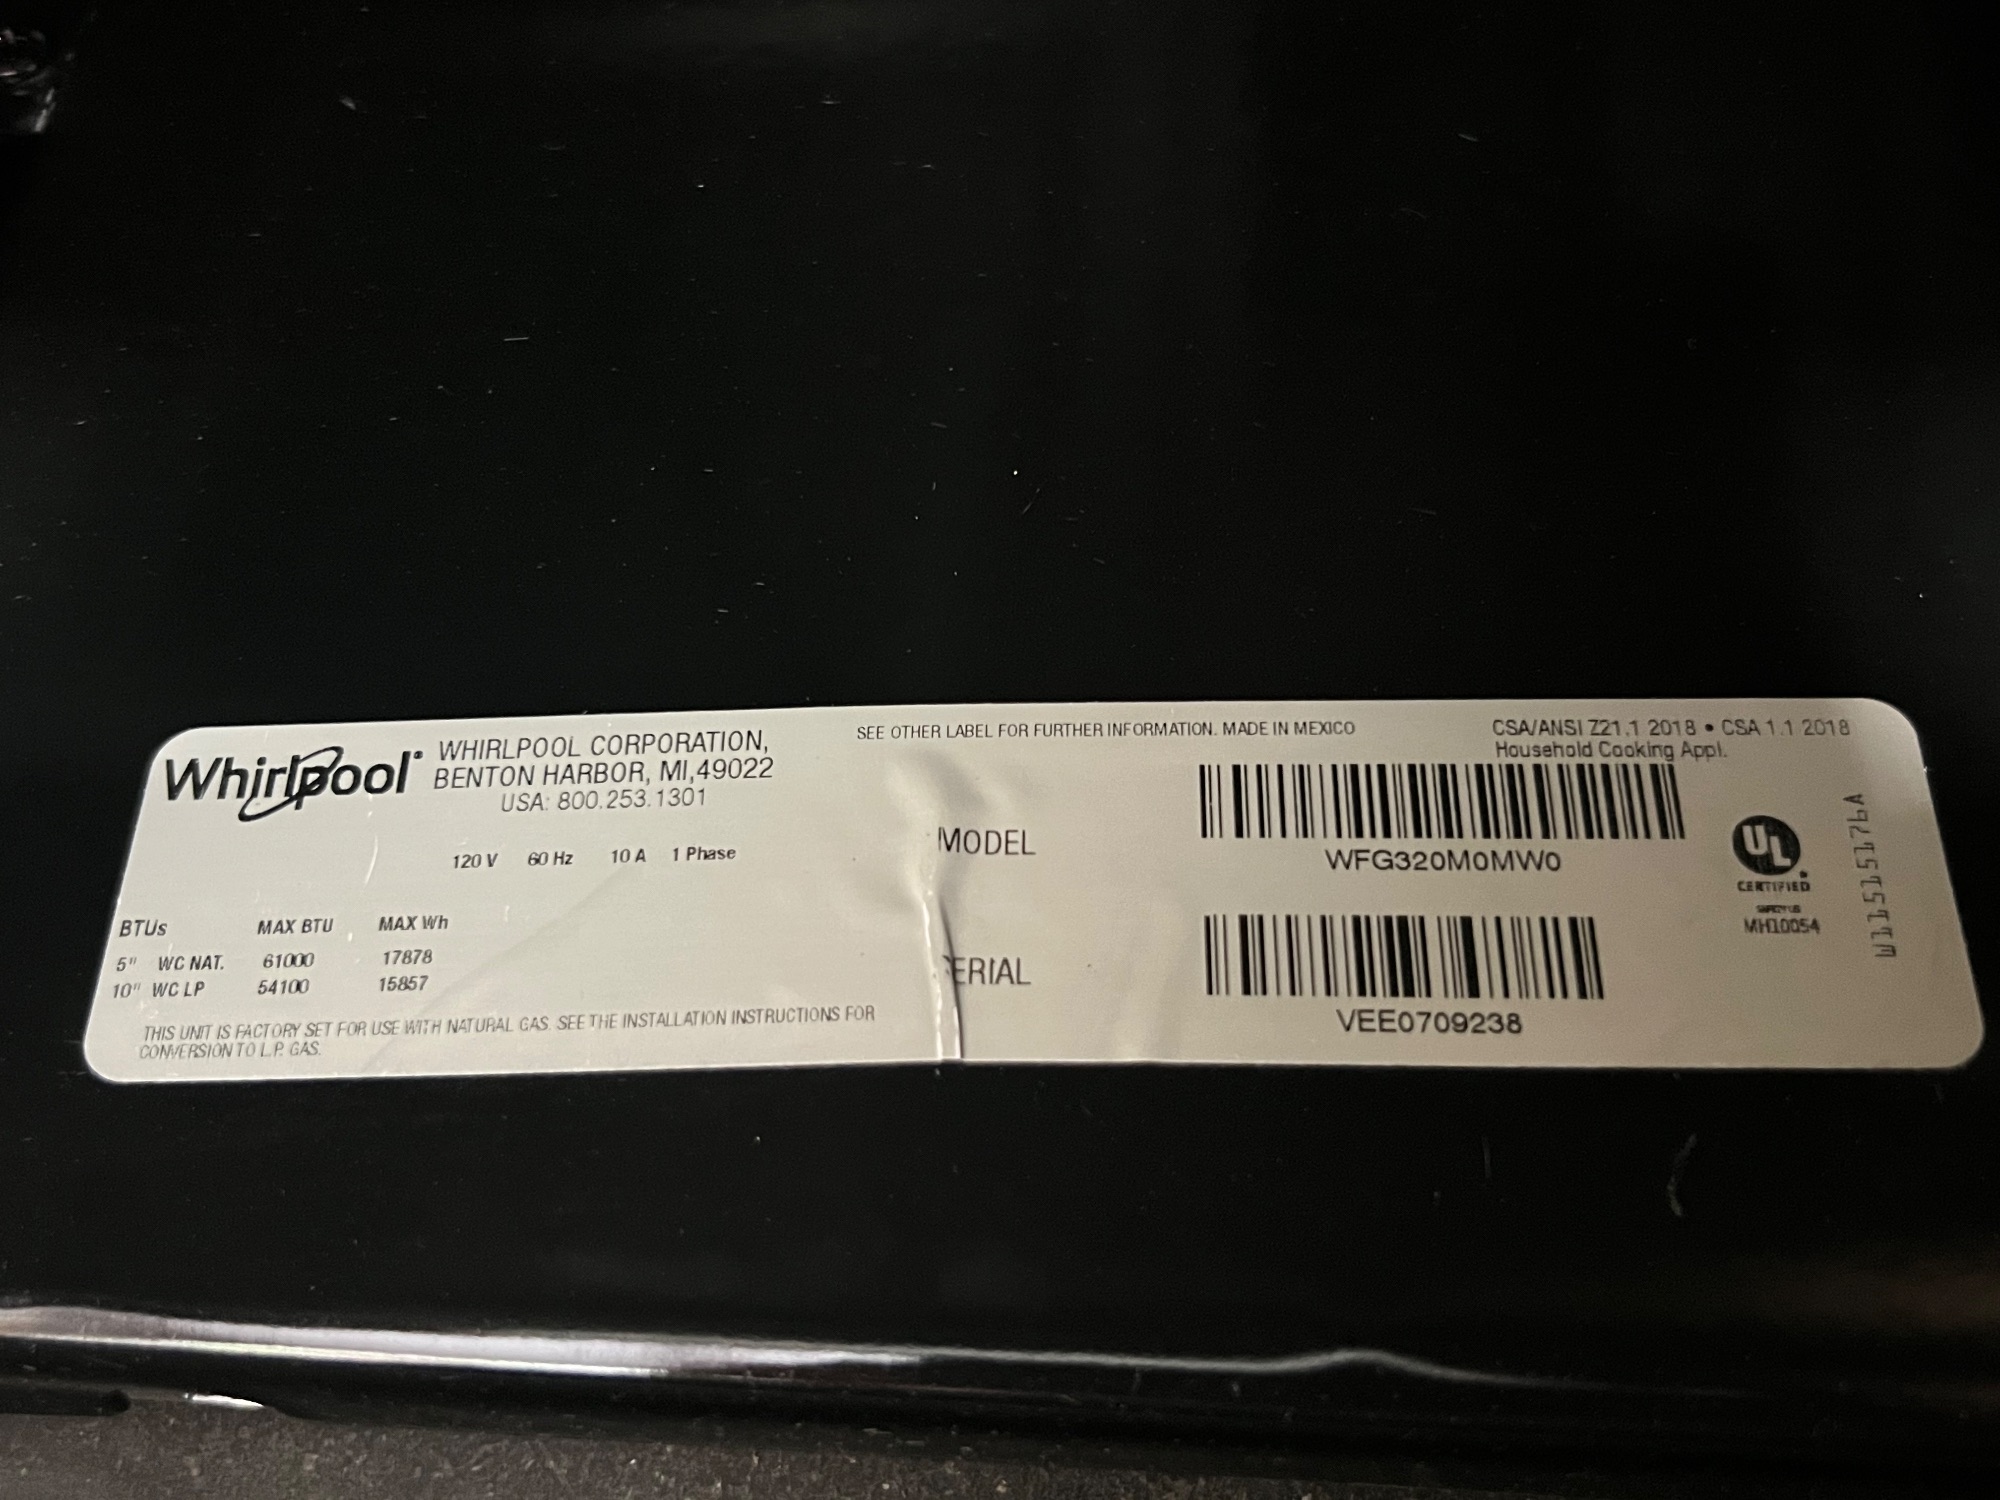 Whirlpool®
WHIRLPOOL CORPORATION,
BENTON HARBOR, MI,49022
USA: 800.253.1301
120 V 60 Hz 10 A 1 Phase
BTUs MAX BTU MAX Wh
5" WC NAT. 61000 17878
10" WC LP 54100 15857
THIS UNIT IS FACTORY SET FOR USE WITH NATURAL GAS. SEE THE INSTALLATION INSTRUCTIONS FOR
CONVERSION TO L.P. GAS.
SEE OTHER LABEL FOR FURTHER INFORMATION. MADE IN MEXICO
CSA/ANSI Z21.1 2018 • CSA 1.1 2018
Household Cooking Appl.
MODEL
WFG320M0MW0
ERIAL
VEE0709238
UL
CERTIFIED
MH10054
W11515176A